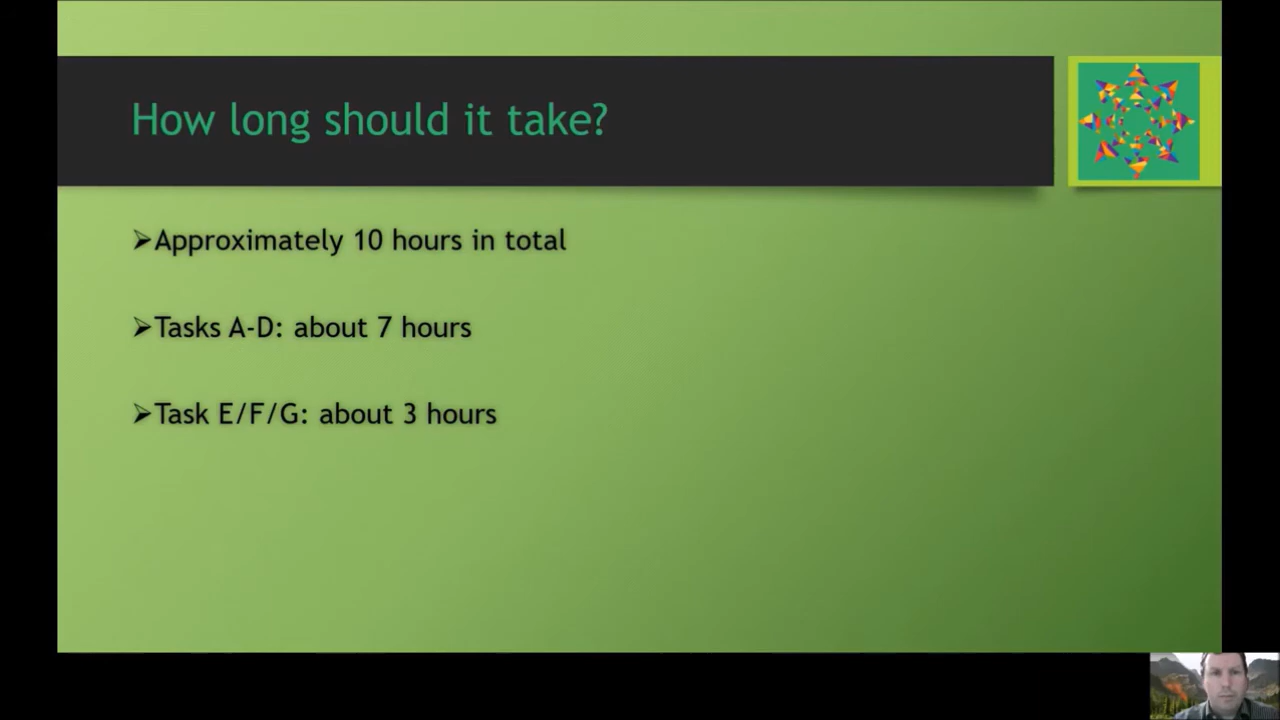 How long should it take?
➢Approximately 10 hours in total
➢Tasks A-D: about 7 hours
➢Task E/F/G: about 3 hours